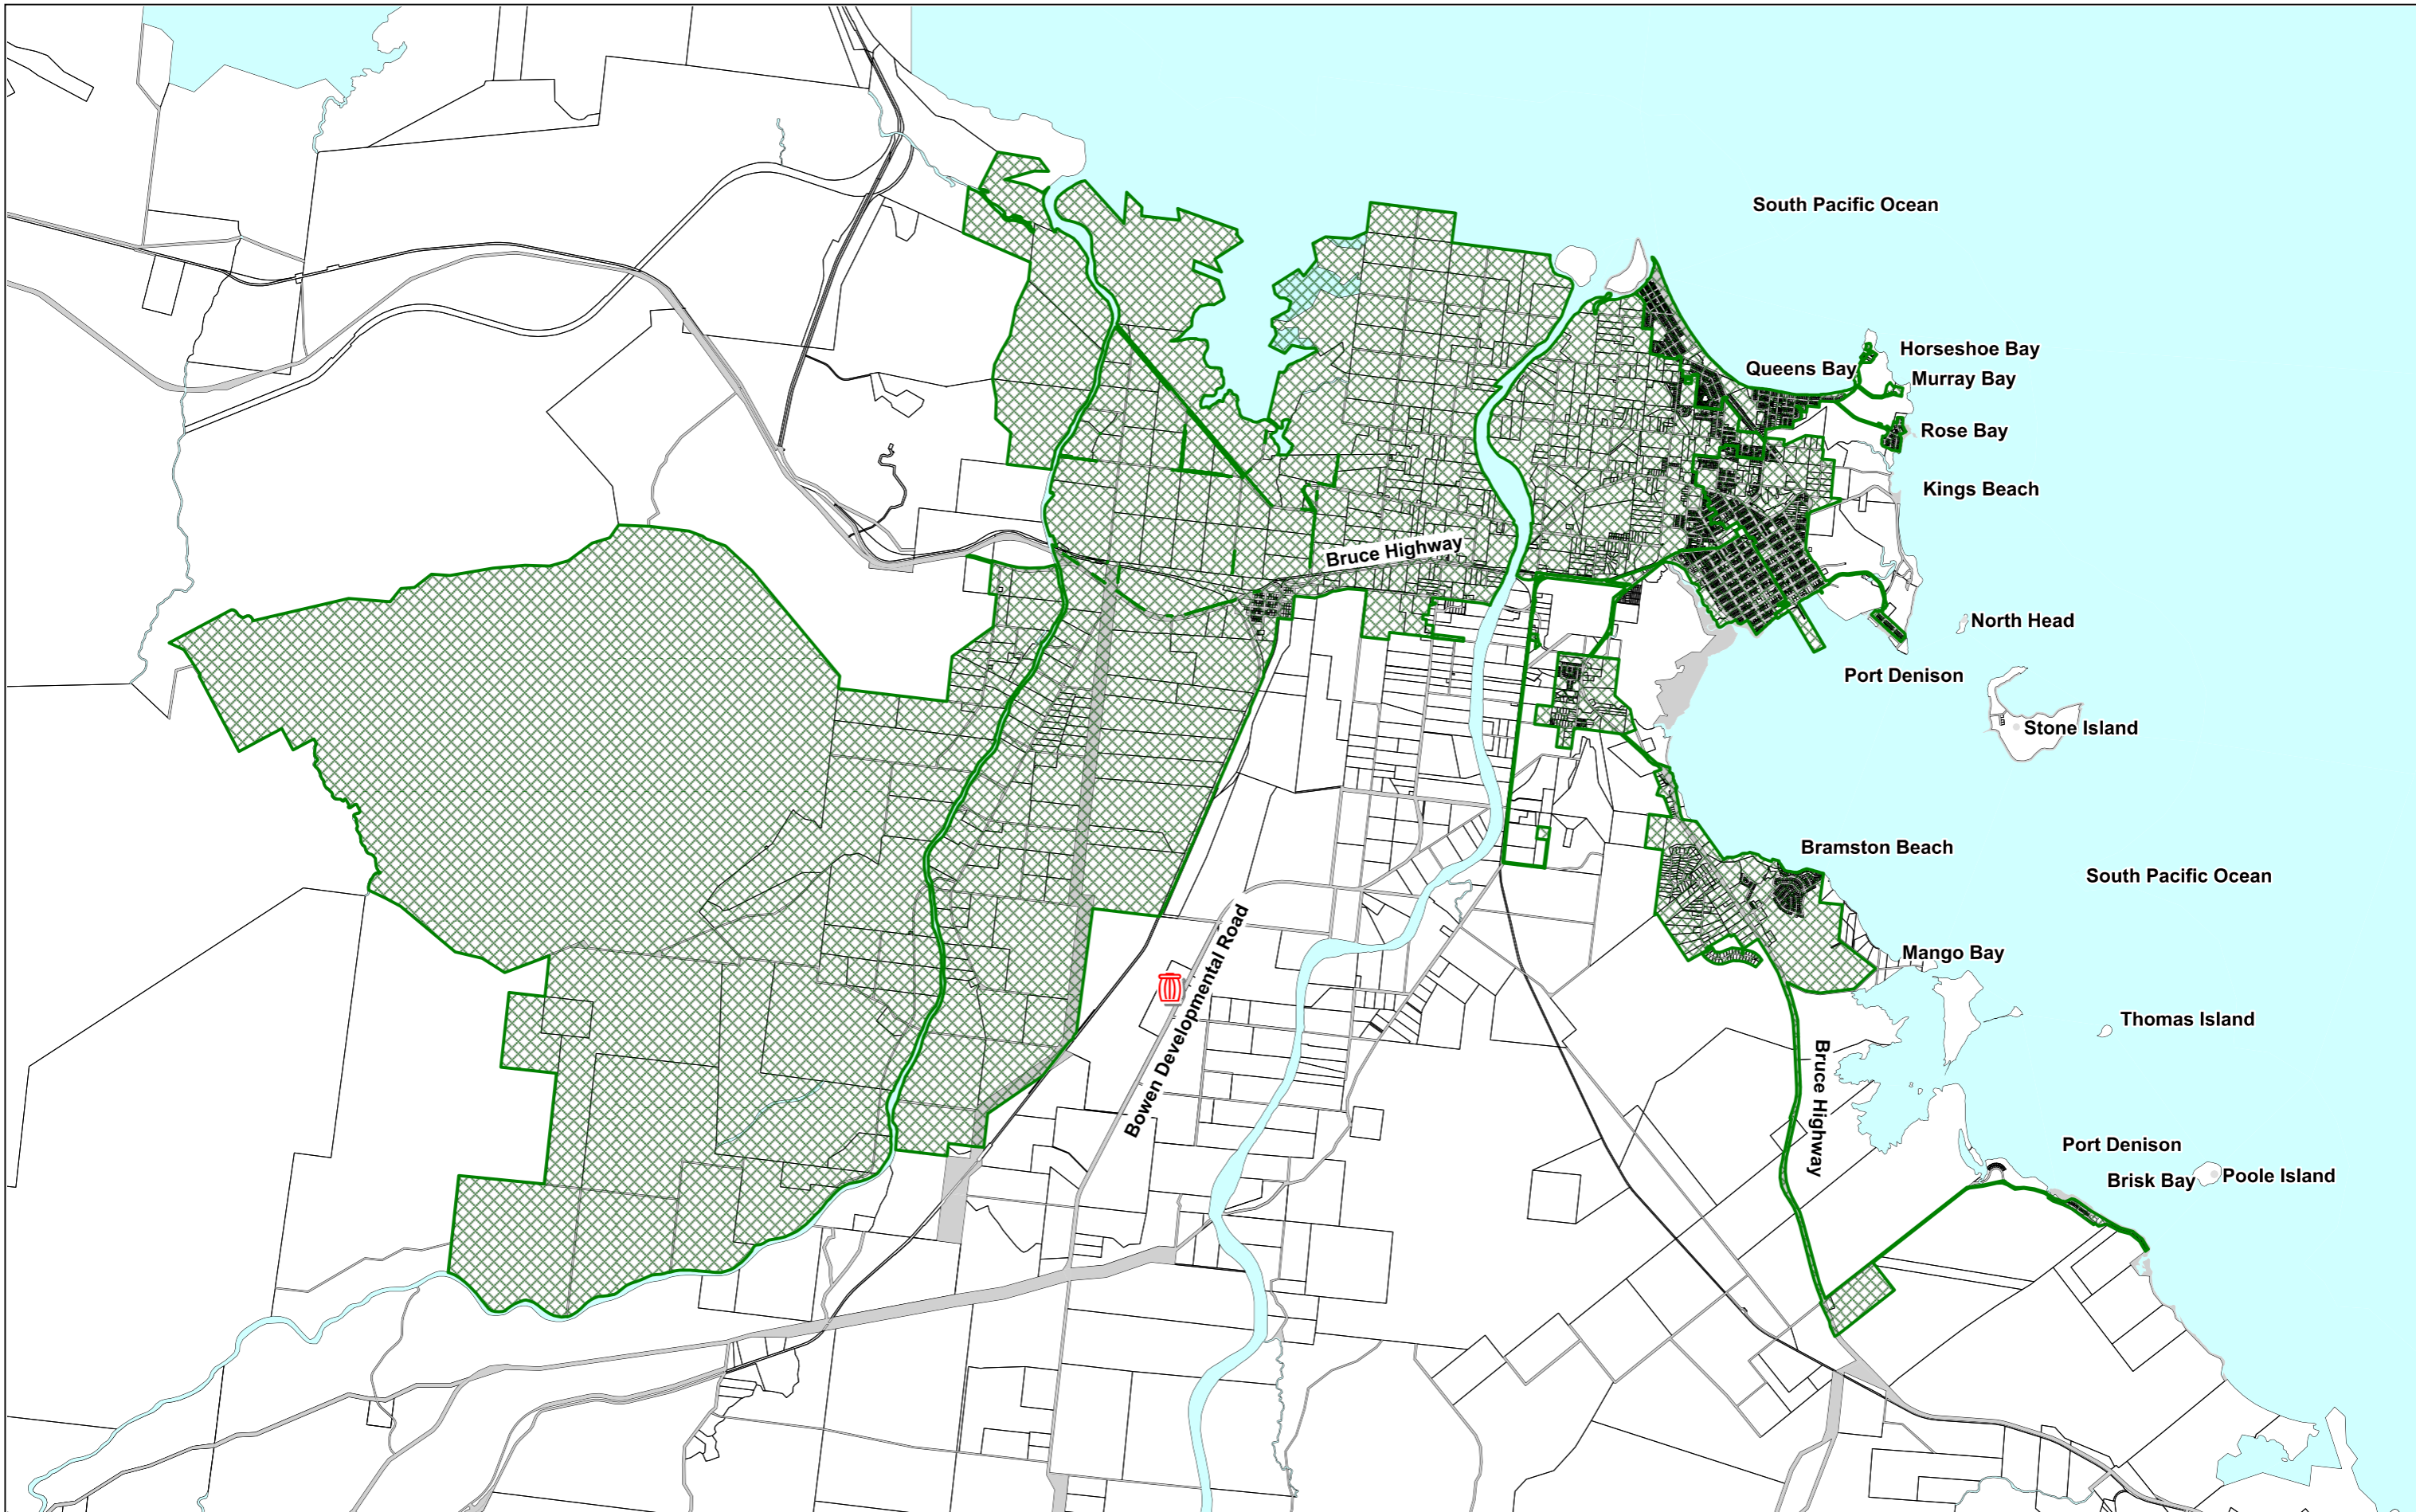 South Pacific Ocean
Horseshoe Bay
Queens Bay
Murray Bay
Rose Bay
Kings Beach
Bruce Highway
North Head
Port Denison
Stone Island
Bramston Beach
South Pacific Ocean
Bowen Developmental Road
Mango Bay
Thomas Island
Bruce Highway
Port Denison
Brisk Bay
Poole Island